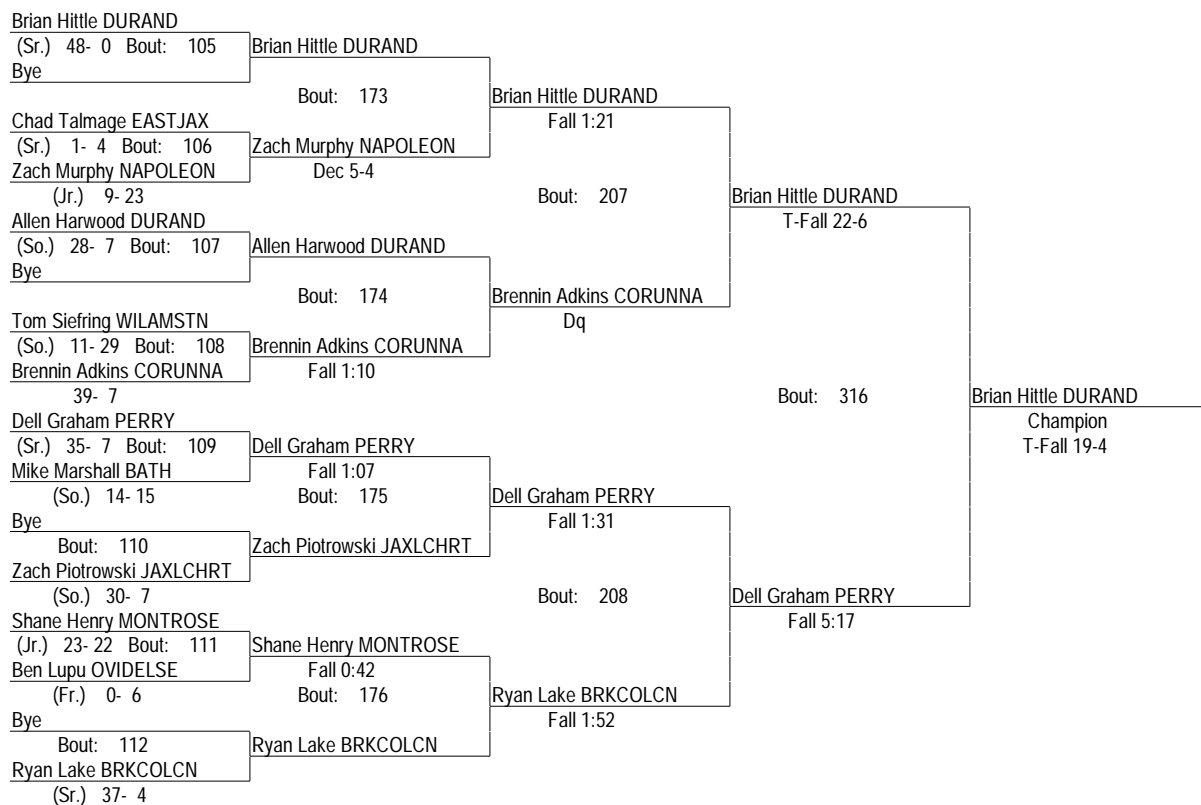 Brian Hittle DURAND
(Sr.) 48- 0 Bout: 105 Brian Hittle DURAND
Bye
Bout: 173 Brian Hittle DURAND
Chad Talmage EASTJAX Fall 1:21
(Sr.) 1- 4 Bout: 106 Zach Murphy NAPOLEON
Zach Murphy NAPOLEON Dec 5-4
(Jr.) 9- 23 Bout: 207 Brian Hittle DURAND
Allen Harwood DURAND T-Fall 22-6
(So.) 28- 7 Bout: 107 Allen Harwood DURAND
Bye
Bout: 174 Brennin Adkins CORUNNA
Tom Siefring WILAMSTN Dq
(So.) 11- 29 Bout: 108 Brennin Adkins CORUNNA
Brennin Adkins CORUNNA Fall 1:10
39- 7 Bout: 316 Brian Hittle DURAND
Dell Graham PERRY Champion
(Sr.) 35- 7 Bout: 109 Dell Graham PERRY T-Fall 19-4
Mike Marshall BATH Fall 1:07
(So.) 14- 15 Bout: 175 Dell Graham PERRY
Bye Fall 1:31
Bout: 110 Zach Piotrowski JAXLCHRT
Zach Piotrowski JAXLCHRT
(So.) 30- 7 Bout: 208 Dell Graham PERRY
Shane Henry MONTROSE Fall 5:17
(Jr.) 23- 22 Bout: 111 Shane Henry MONTROSE
Ben Lupu OVIDELSE Fall 0:42
(Fr.) 0- 6 Bout: 176 Ryan Lake BRKCOLCN
Bye Fall 1:52
Bout: 112 Ryan Lake BRKCOLCN
Ryan Lake BRKCOLCN
(Sr.) 37- 4